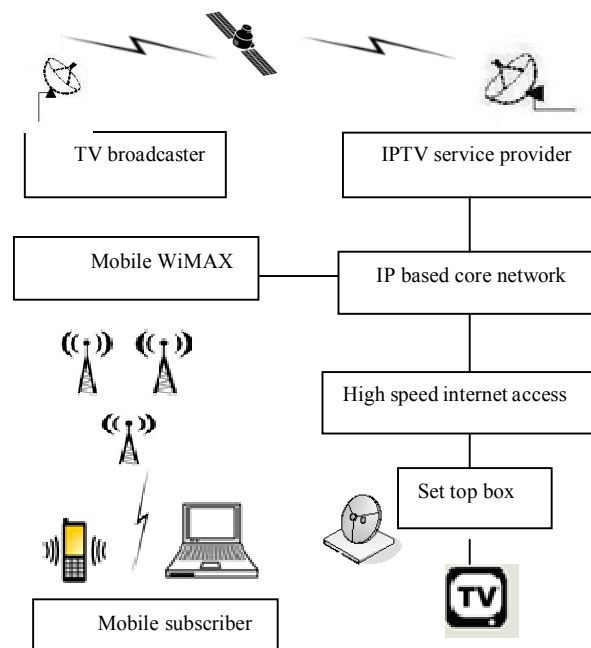 TV broadcaster
IPTV service provider
Mobile WiMAX
IP based core network
High speed internet access
Set top box
TV
Mobile subscriber